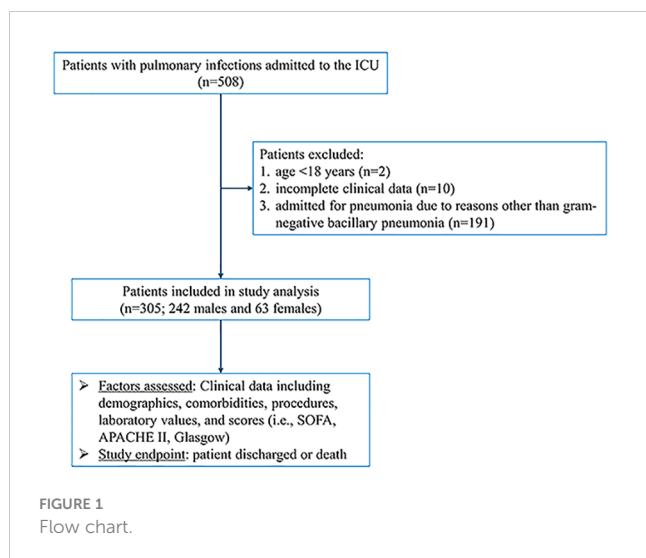 Patients with pulmonary infections admitted to the ICU
(n=508)
Patients excluded:
1. age <18 years (n=2)
2. incomplete clinical data (n=10)
3. admitted for pneumonia due to reasons other than gram-
negative bacillary pneumonia (n=191)
Patients included in study analysis
(n=305; 242 males and 63 females)
➢ Factors assessed: Clinical data including
demographics, comorbidities, procedures,
laboratory values, and scores (i.e., SOFA,
APACHE II, Glasgow)
➢ Study endpoint: patient discharged or death
FIGURE 1
Flow chart.